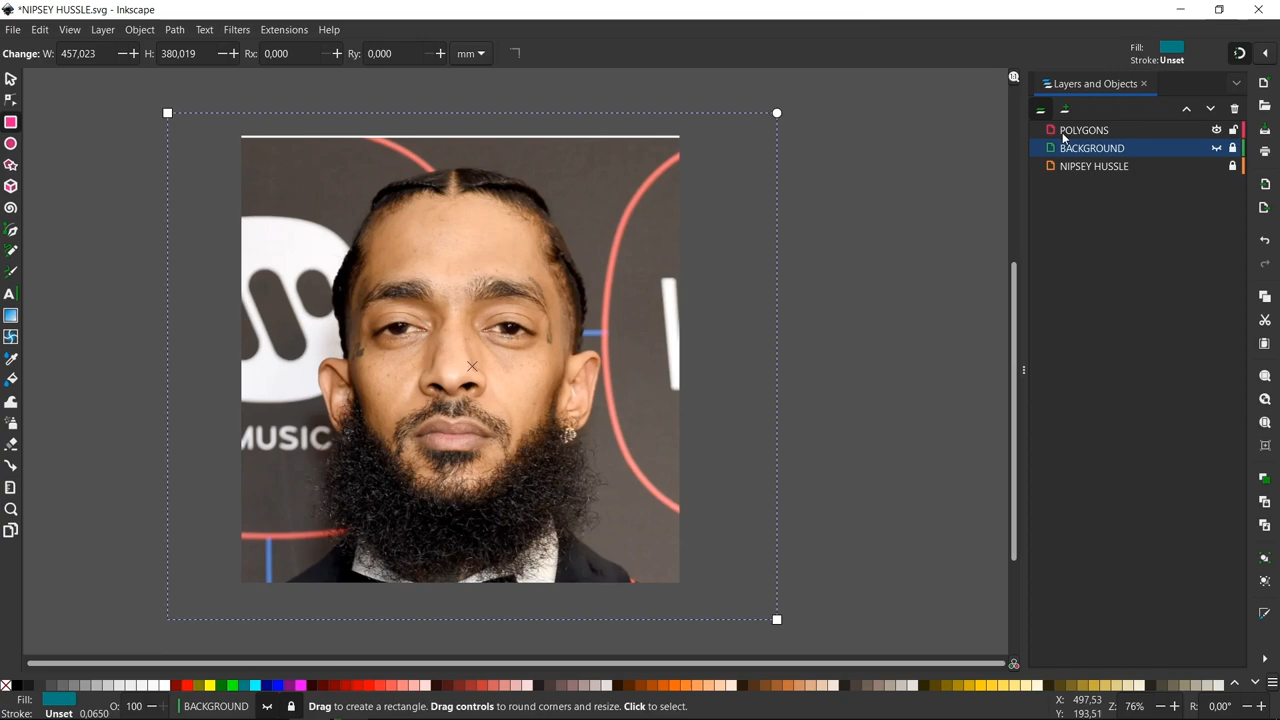 *NIPSEY HUSSLE.svg - Inkscape
File Edit View Layer Object Path Text Filters Extensions Help
Change: W: 457,023 H: 380,019 Rx: 0,000 Ry: 0,000 mm
Fill:
Stroke: Unset
Layers and Objects
POLYGONS
BACKGROUND
NIPSEY HUSSLE
MUSIC
Fill:
Stroke: Unset 0,0650
O: 100
BACKGROUND
Drag to create a rectangle. Drag controls to round corners and resize. Click to select.
X: 497,53
Y: 193,51
Z: 76%
R: 0,00°